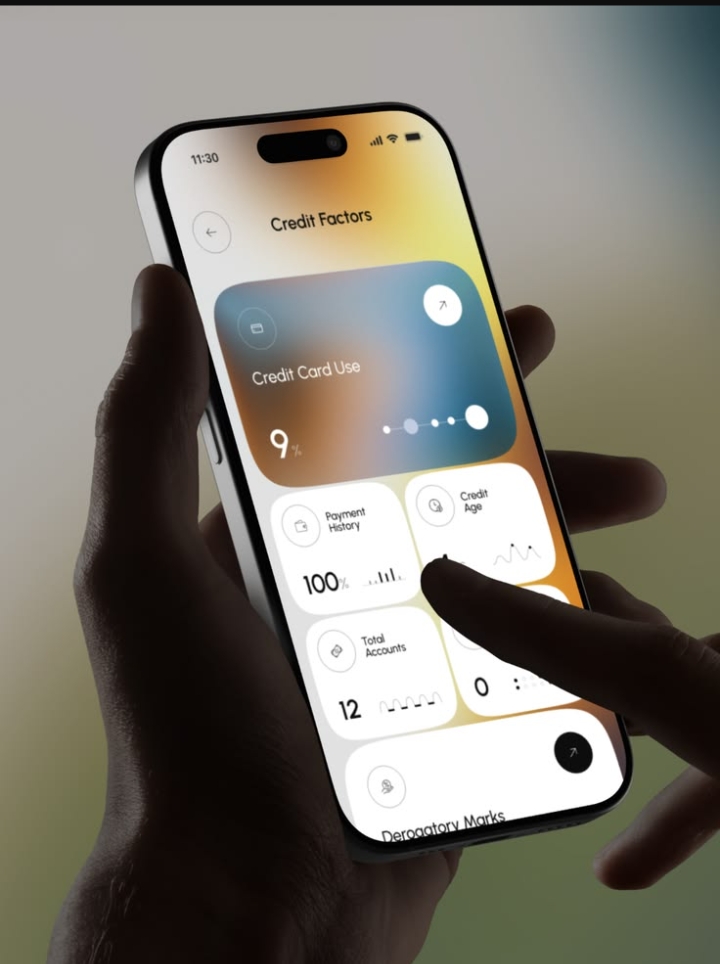 11:30
Credit Factors
Credit Card Use
9%
Payment
History
Credit
Age
100%
Total
Accounts
12
0
Derogatory Marks